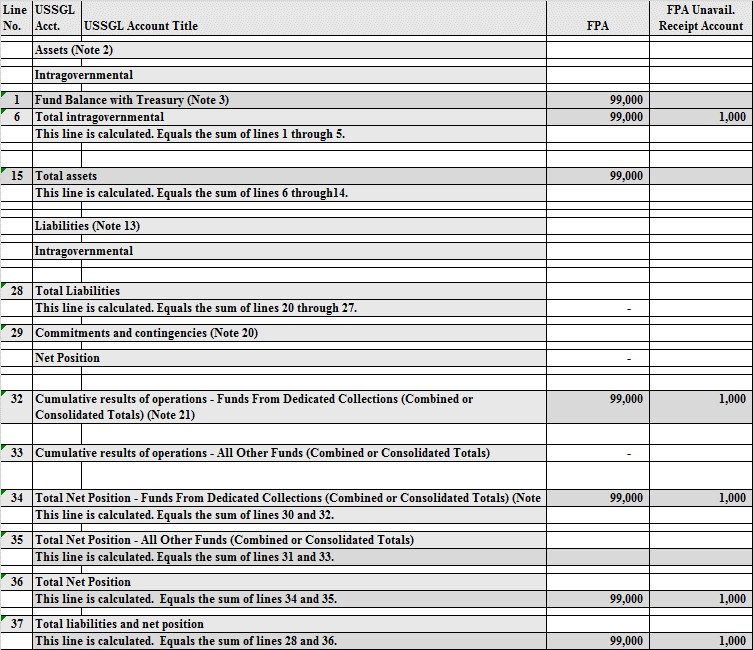 Line USSGL FPA Unavail.
No. Acct. USSGL Account Title FPA Receipt Account
Assets (Note 2)
Intragovernmental
1 Fund Balance with Treasury (Note 3) 99,000
6 Total intragovernmental 99,000 1,000
This line is calculated. Equals the sum of lines 1 through 5.
15 Total assets 99,000
This line is calculated. Equals the sum of lines 6 through14.
Liabilities (Note 13)
Intragovernmental
28 Total Liabilities
This line is calculated. Equals the sum of lines 20 through 27. -
29 Commitments and contingencies (Note 20)
Net Position -
32 Cumulative results of operations - Funds From Dedicated Collections (Combined or 99,000 1,000
Consolidated Totals) (Note 21)
33 Cumulative results of operations - All Other Funds (Combined or Consolidated Totals) -
34 Total Net Position - Funds From Dedicated Collections (Combined or Consolidated Totals) (Note 99,000 1,000
This line is calculated. Equals the sum of lines 30 and 32.
35 Total Net Position - All Other Funds (Combined or Consolidated Totals)
This line is calculated. Equals the sum of lines 31 and 33.
36 Total Net Position
This line is calculated. Equals the sum of lines 34 and 35. 99,000 1,000
37 Total liabilities and net position
This line is calculated. Equals the sum of lines 28 and 36. 99,000 1,000